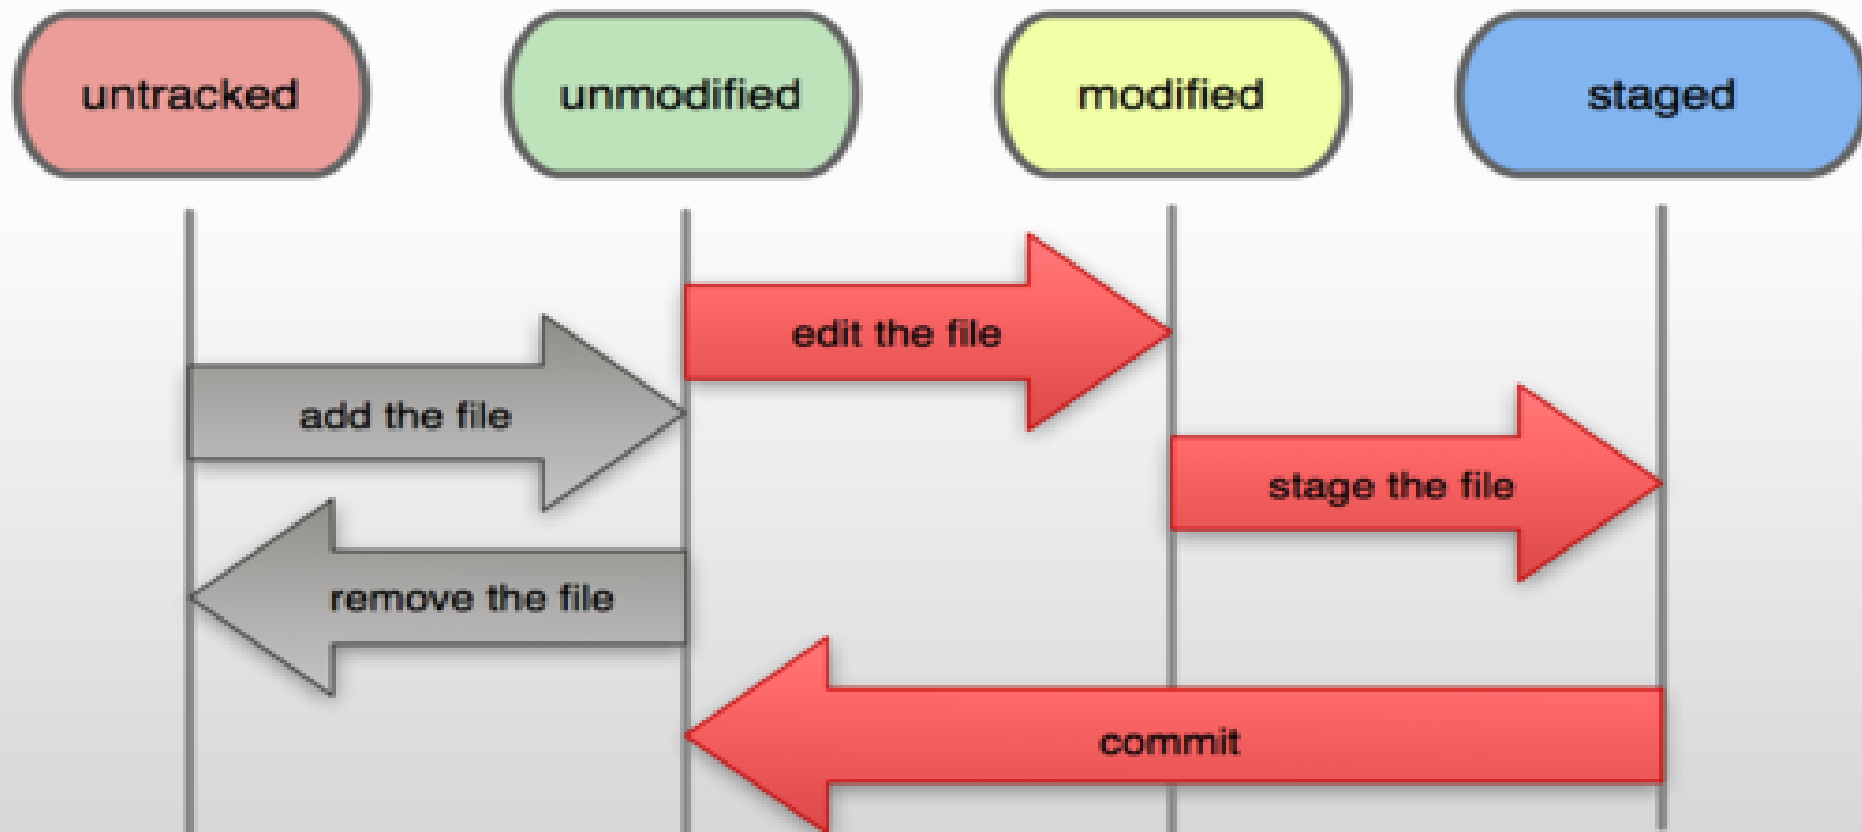 untracked
unmodified
modified
staged
edit the file
add the file
stage the file
remove the file
commit